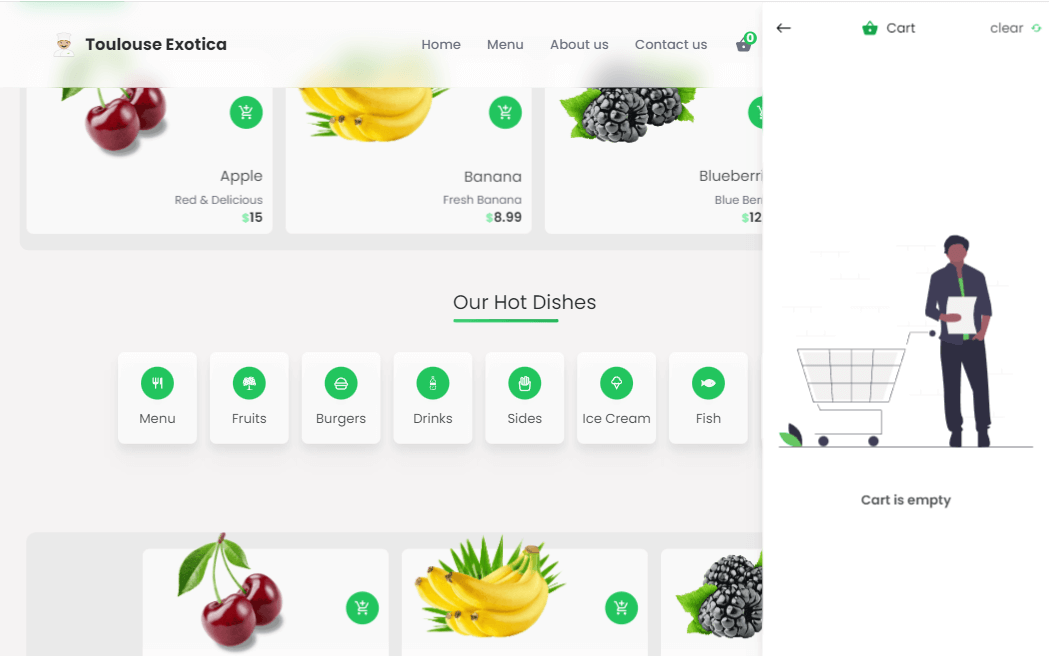 Toulouse Exotica
Home Menu About us Contact us 0
Cart clear
Apple
Red & Delicious
$15
Banana
Fresh Banana
$8.99
Blueberri
Blue Ber
$12
Our Hot Dishes
Menu Fruits Burgers Drinks Sides Ice Cream Fish
Cart is empty